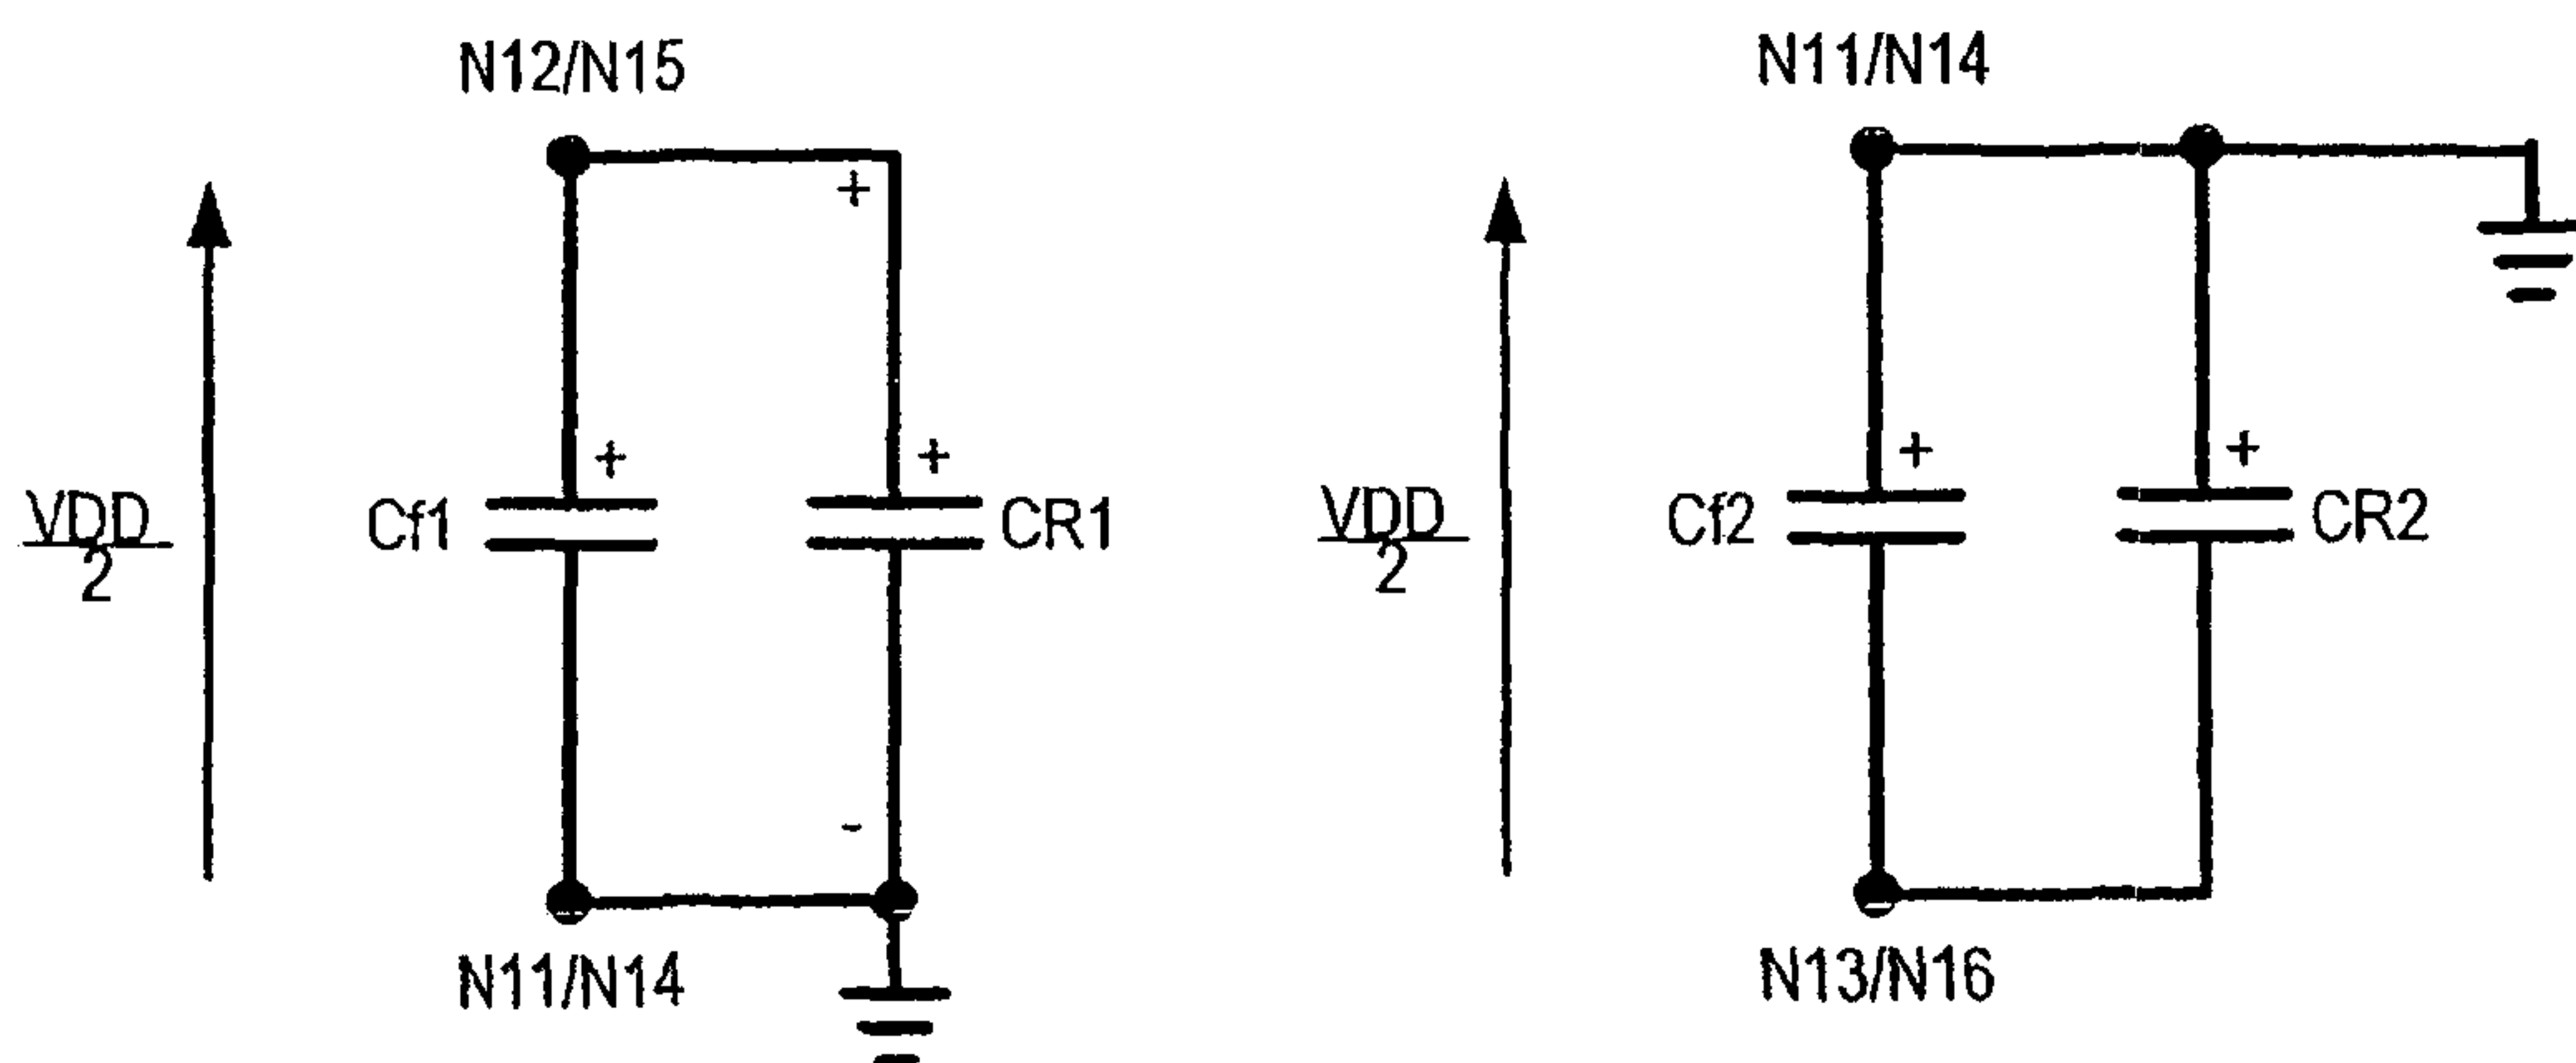 N12/N15
+
+
+
VDD
2
Cf1
CR1
-
N11/N14
N11/N14
+
+
VDD
2
Cf2
CR2
N13/N16